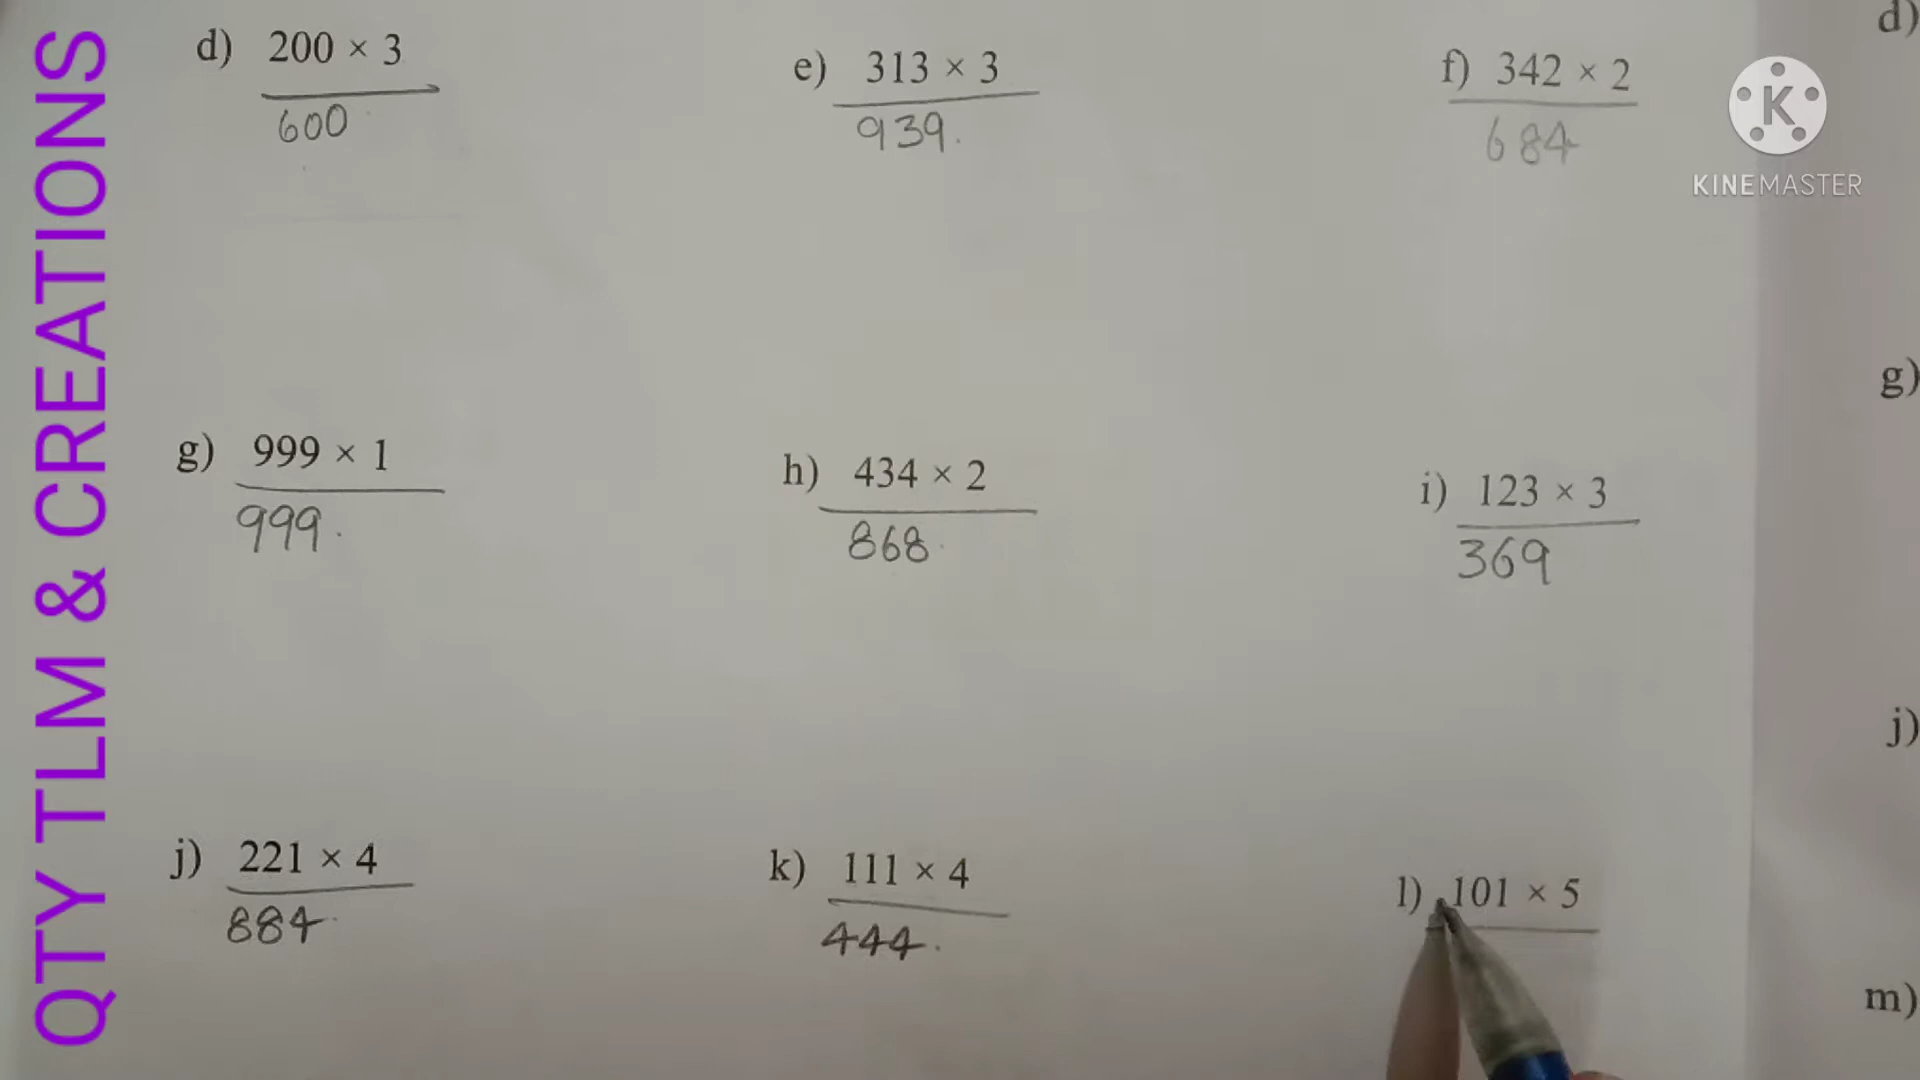 QTY TLM & CREATIONS
d) 200 × 3
600
e) 313 × 3
939.
f) 342 × 2
684
K
KINEMASTER
d)
g) 999 × 1
999.
h) 434 × 2
868.
i) 123 × 3
369
g)
j) 221 × 4
884.
k) 111 × 4
444.
l) 101 × 5
j)
m)